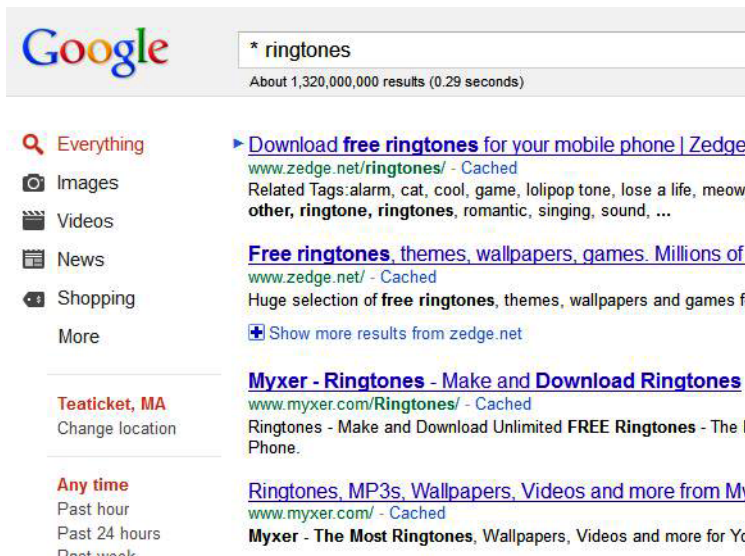 Google
* ringtones
About 1,320,000,000 results (0.29 seconds)
Everything
Images
Videos
News
Shopping
More
Teaticket, MA
Change location
Any time
Past hour
Past 24 hours
Past week
Download free ringtones for your mobile phone | Zedge
www.zedge.net/ringtones/ - Cached
Related Tags:alarm, cat, cool, game, lolipop tone, lose a life, meow
other, ringtone, ringtones, romantic, singing, sound, ...
Free ringtones, themes, wallpapers, games. Millions of
www.zedge.net/ - Cached
Huge selection of free ringtones, themes, wallpapers and games
Show more results from zedge.net
Myxer - Ringtones - Make and Download Ringtones
www.myxer.com/Ringtones/ - Cached
Ringtones - Make and Download Unlimited FREE Ringtones - The
Phone.
Ringtones, MP3s, Wallpapers, Videos and more from
www.myxer.com/ - Cached
Myxer - The Most Ringtones, Wallpapers, Videos and more for